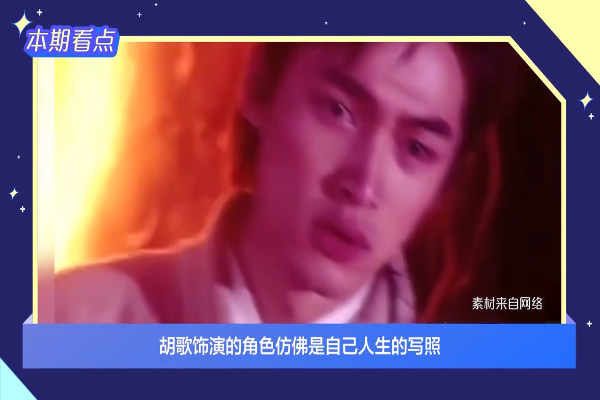 本期看点
素材来自网络
胡歌饰演的角色仿佛是自己人生的写照